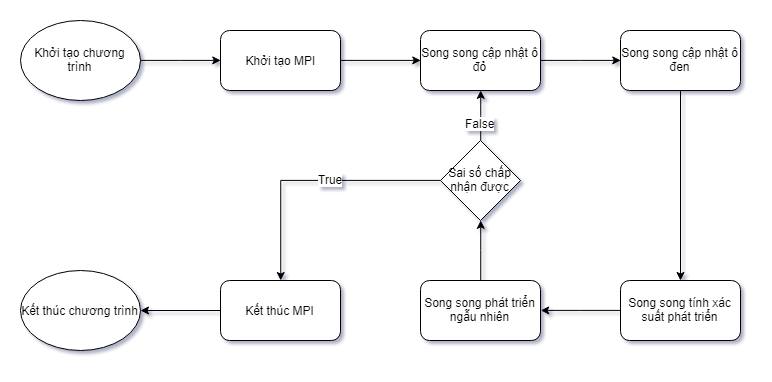 Khởi tạo chương
trình
Khởi tạo MPI
Song song cập nhật ô
đỏ
Song song cập nhật ô
đen
False
Sai số chấp
nhận được
True
Kết thúc chương trình
Kết thúc MPI
Song song phát triển
ngẫu nhiên
Song song tính xác
suất phát triển